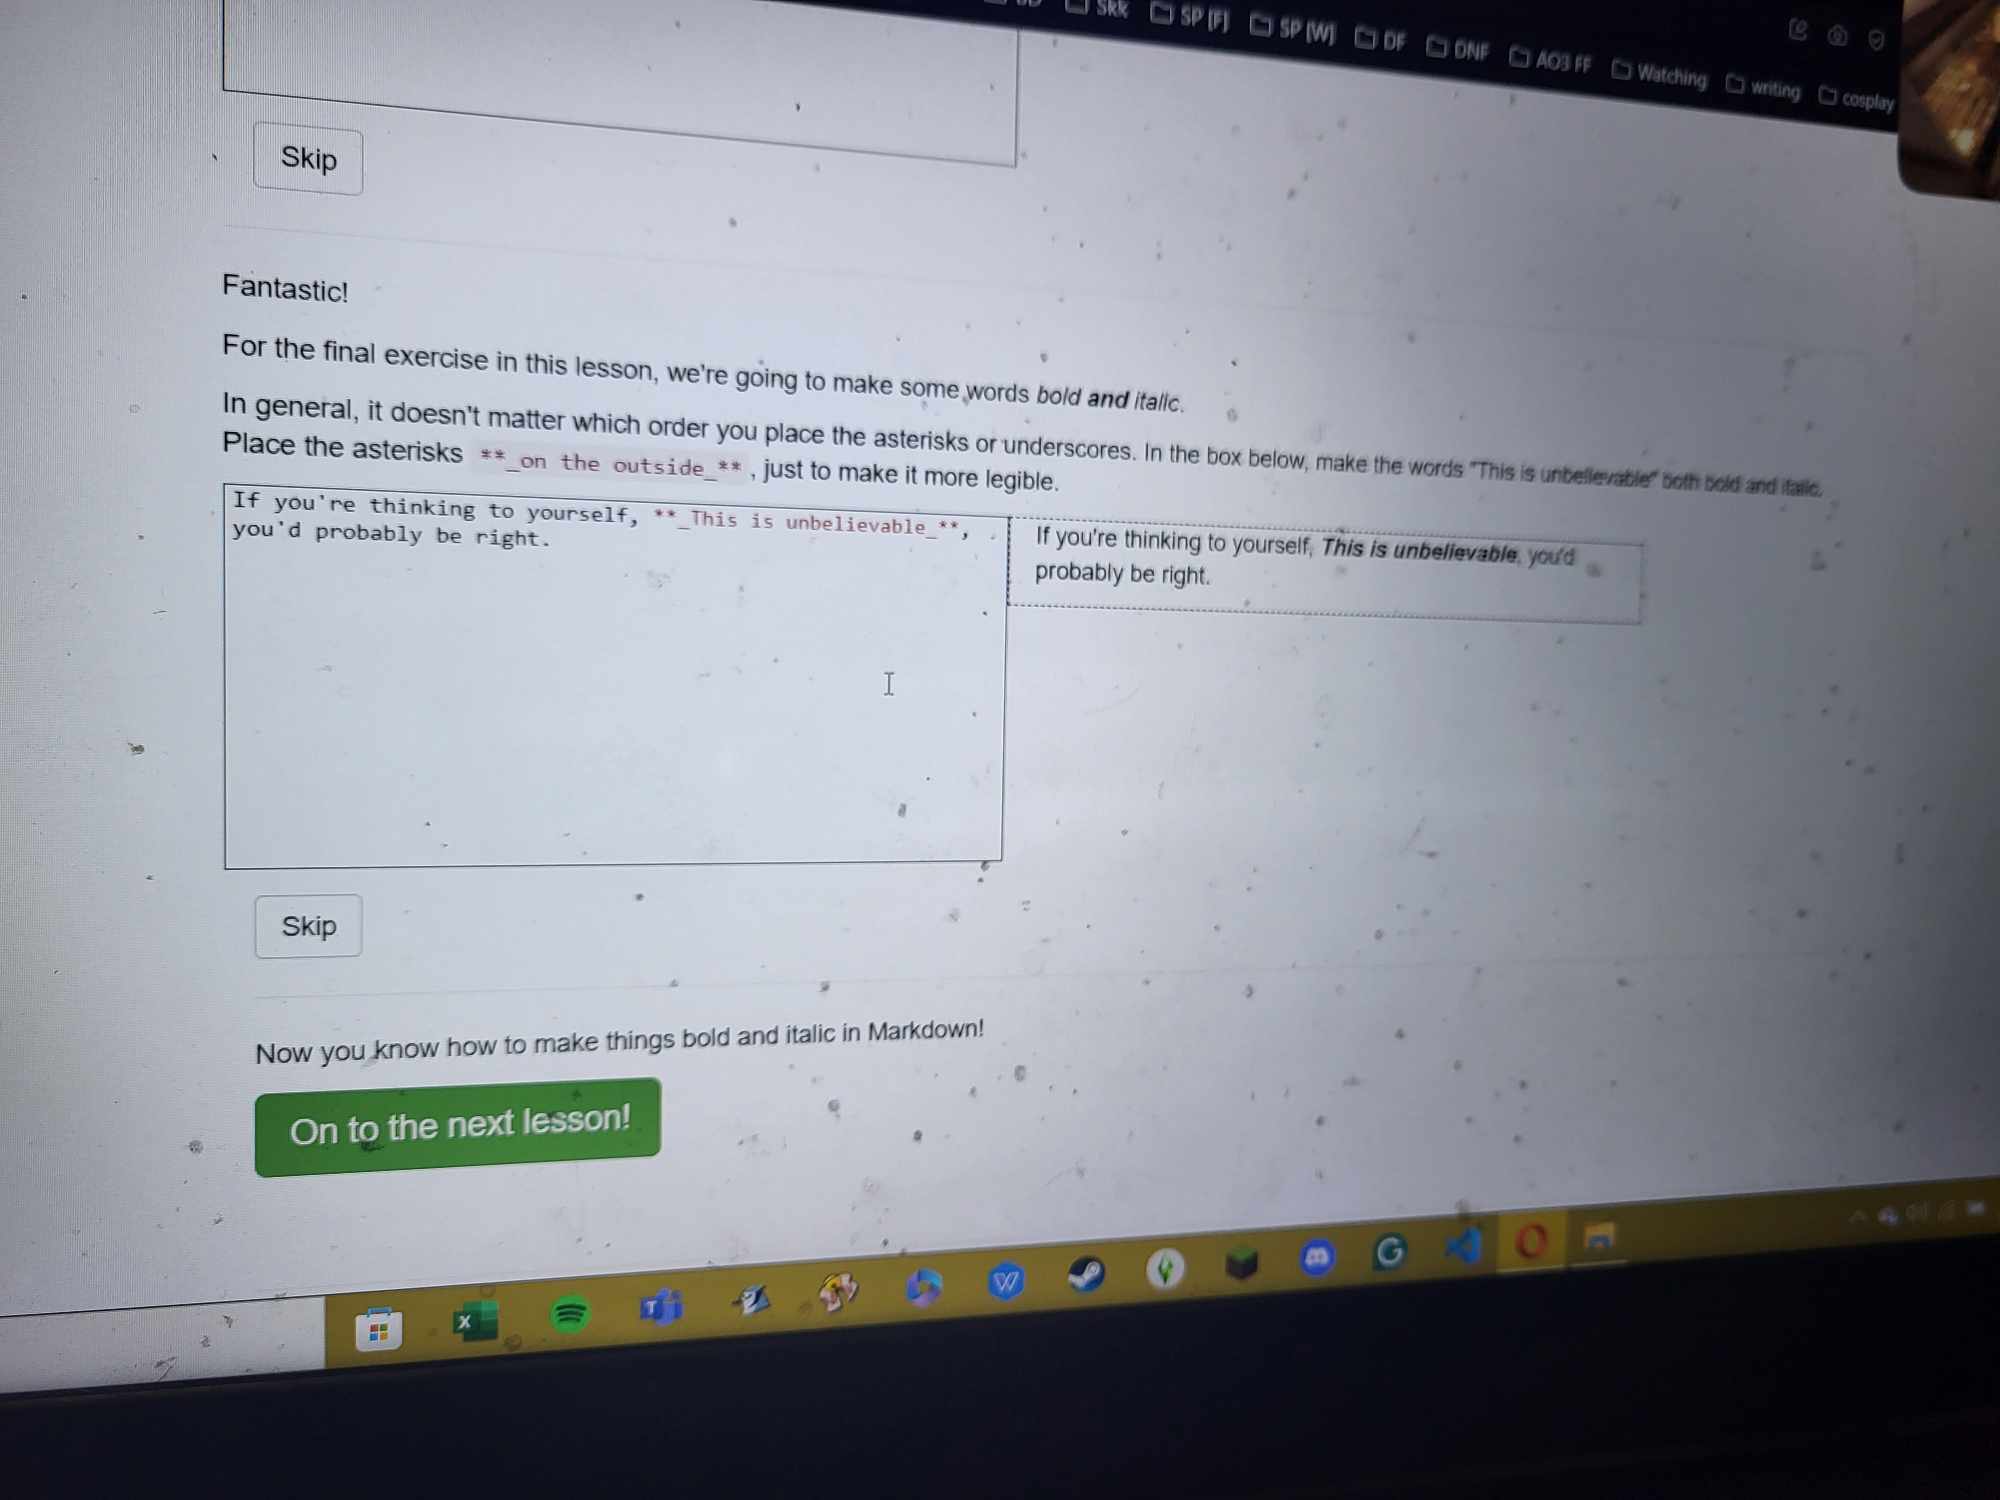 Skk
SP [F]
SP [W]
DF
DNF
AO3 FF
Watching
writing
cosplay
Skip
Fantastic!
For the final exercise in this lesson, we're going to make some words bold and italic.
In general, it doesn't matter which order you place the asterisks or underscores. In the box below, make the words "This is unbelievable" both bold and italic.
Place the asterisks **_on the outside_** , just to make it more legible.
If you're thinking to yourself, **_This is unbelievable_**,
you'd probably be right.
If you're thinking to yourself, This is unbelievable, you'd
probably be right.
Skip
Now you know how to make things bold and italic in Markdown!
On to the next lesson!